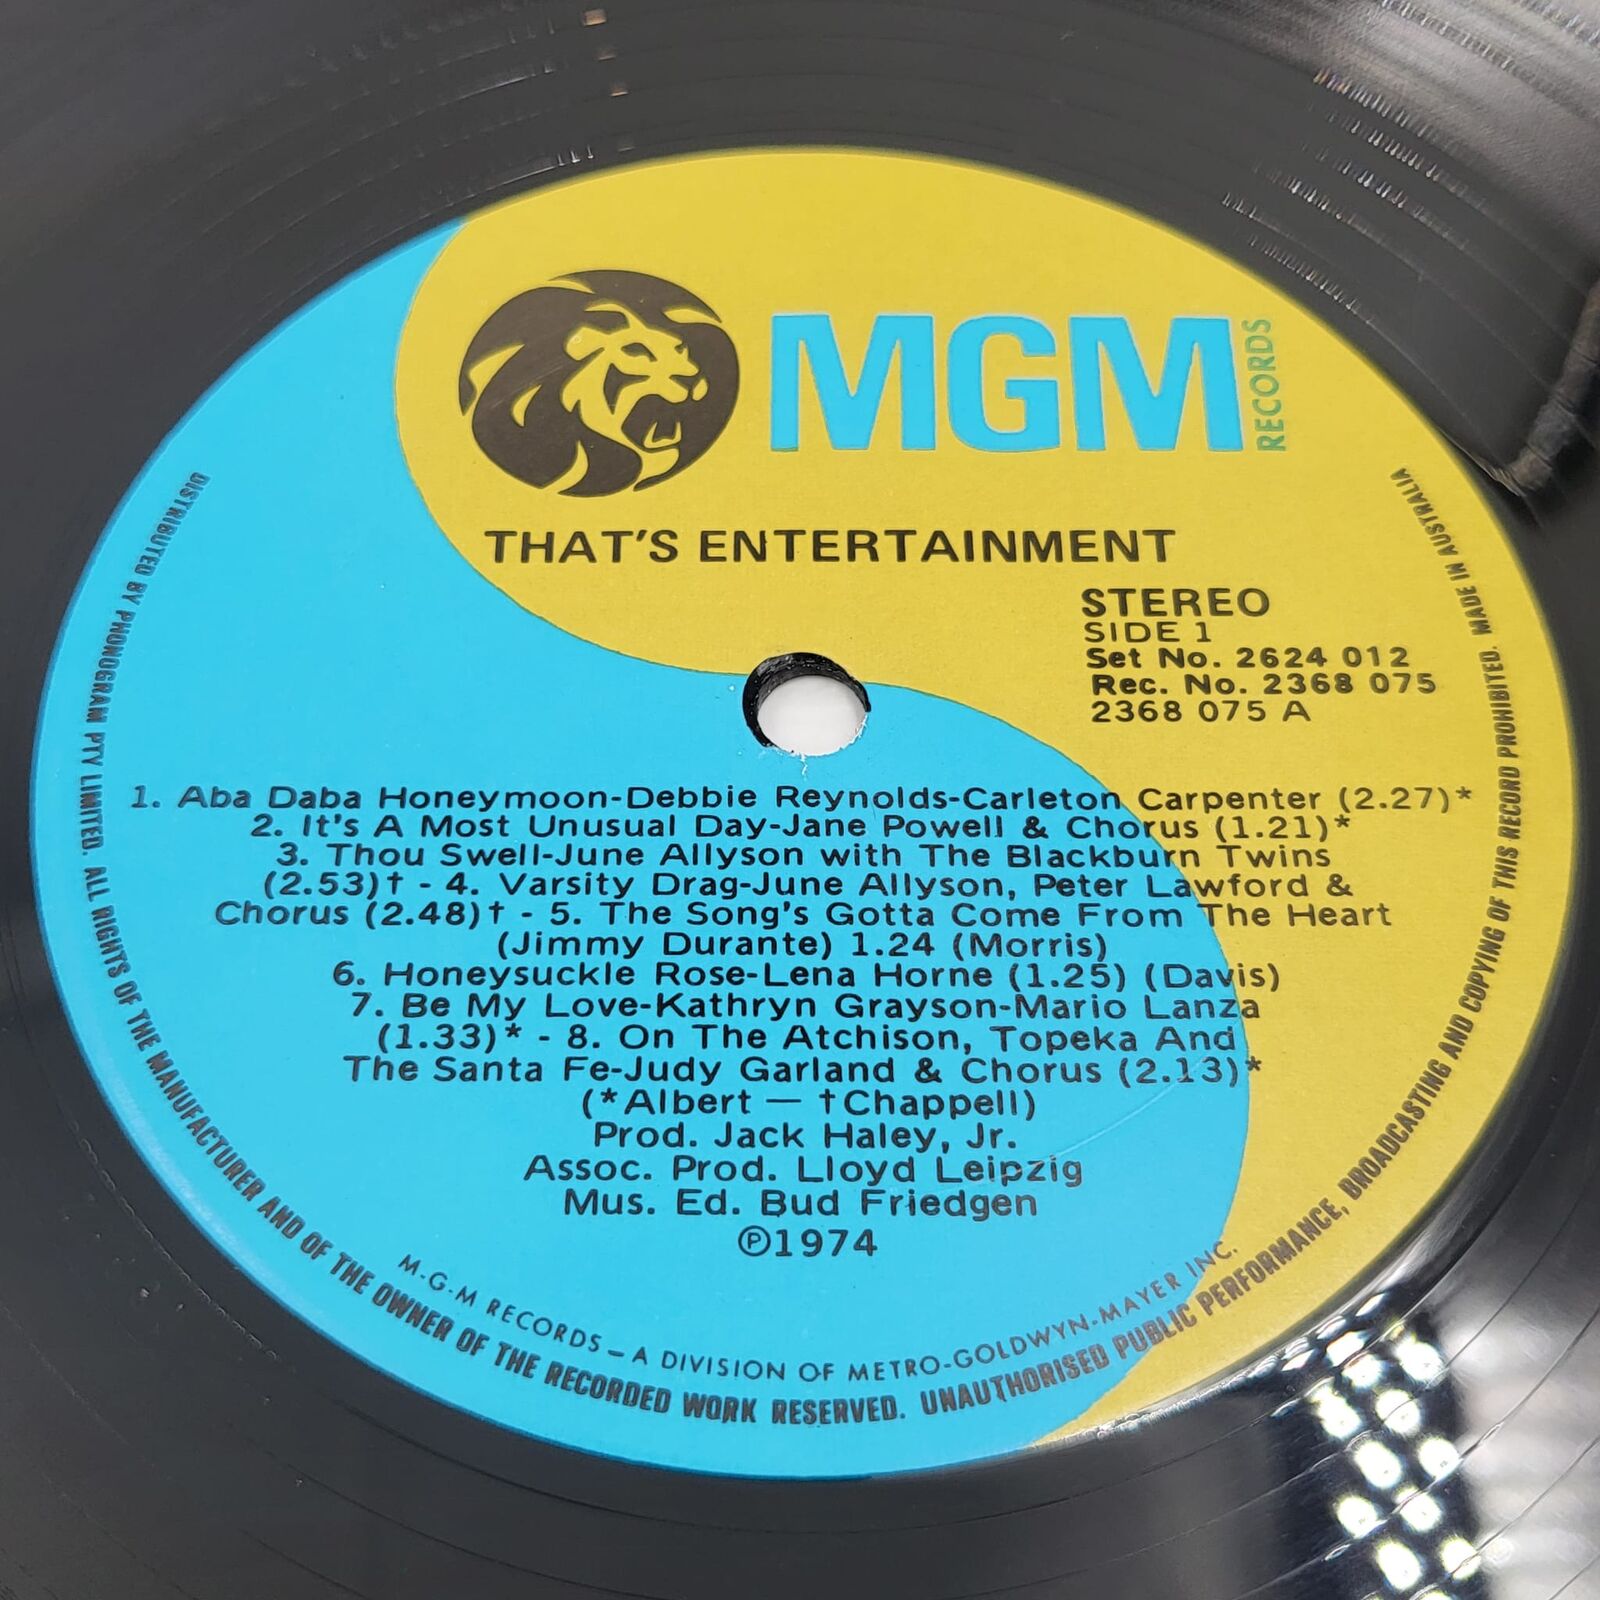 MGM RECORDS
THAT'S ENTERTAINMENT
STEREO
SIDE 1
Set No. 2624 012
Rec. No. 2368 075
2368 075 A
1. Aba Daba Honeymoon-Debbie Reynolds-Carleton Carpenter (2.27)*
2. It's A Most Unusual Day-Jane Powell & Chorus (1.21)*
3. Thou Swell-June Allyson with The Blackburn Twins
(2.53)† - 4. Varsity Drag-June Allyson, Peter Lawford &
Chorus (2.48)† - 5. The Song's Gotta Come From The Heart
(Jimmy Durante) 1.24 (Morris)
6. Honeysuckle Rose-Lena Horne (1.25) (Davis)
7. Be My Love-Kathryn Grayson-Mario Lanza
(1.33)* - 8. On The Atchison, Topeka And
The Santa Fe-Judy Garland & Chorus (2.13)*
(*Albert — †Chappell)
Prod. Jack Haley, Jr.
Assoc. Prod. Lloyd Leipzig
Mus. Ed. Bud Friedgen
Ⓟ1974
M-G-M RECORDS – A DIVISION OF METRO-GOLDWYN-MAYER INC.
DISTRIBUTED BY PHONOGRAM PTY LIMITED. ALL RIGHTS OF THE MANUFACTURER AND OF THE OWNER OF THE RECORDED WORK RESERVED. UNAUTHORISED PUBLIC PERFORMANCE, BROADCASTING AND COPYING OF THIS RECORD PROHIBITED. MADE IN AUSTRALIA